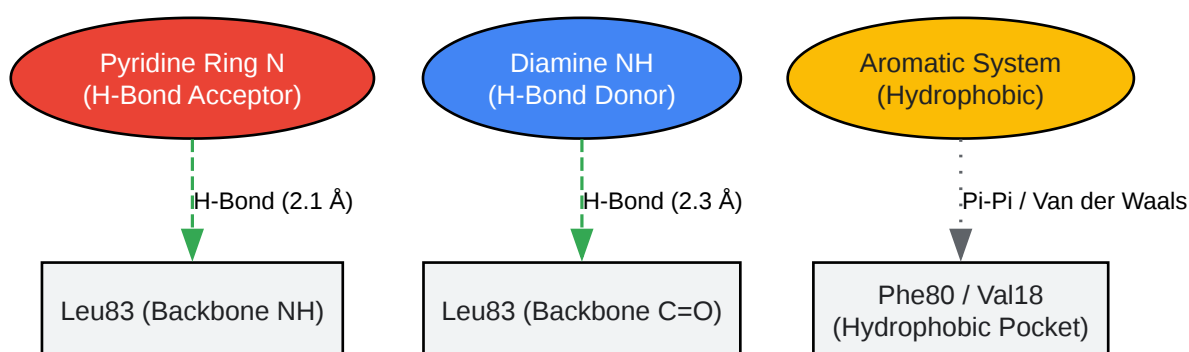 Pyridine Ring N
(H-Bond Acceptor)
Diamine NH
(H-Bond Donor)
Aromatic System
(Hydrophobic)
H-Bond (2.1 Å)
H-Bond (2.3 Å)
Pi-Pi / Van der Waals
Leu83 (Backbone NH)
Leu83 (Backbone C=O)
Phe80 / Val18
(Hydrophobic Pocket)